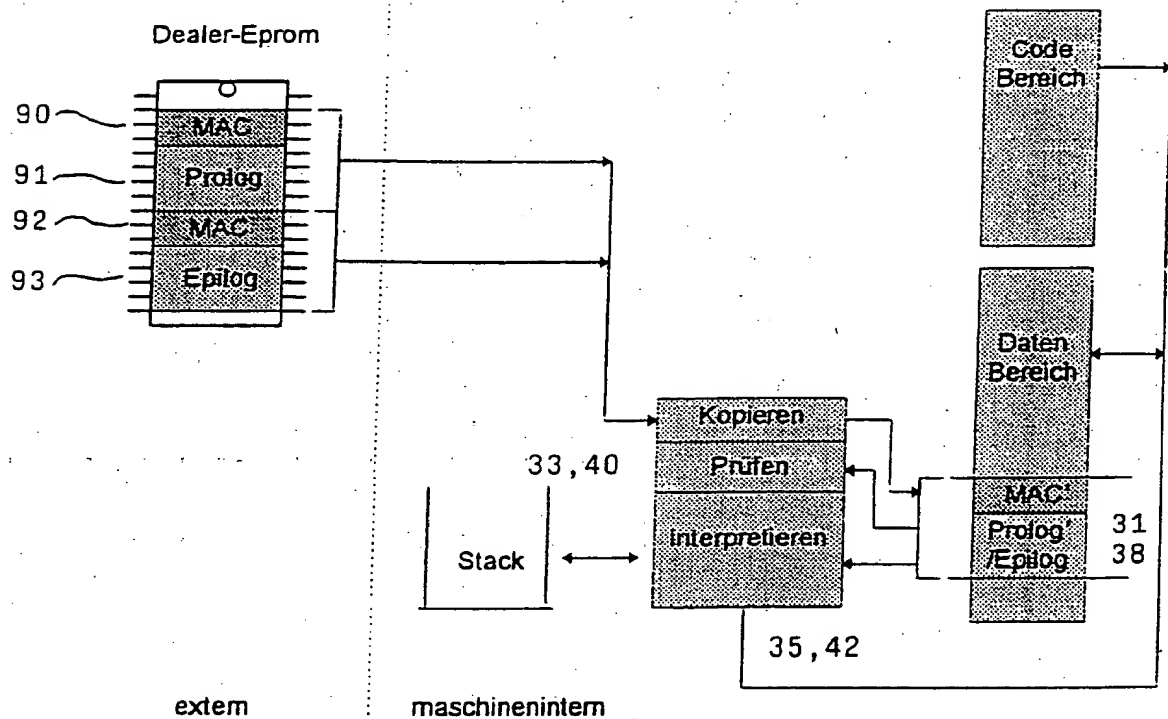 Dealer-Eprom
90
MAC
91
Prolog
92
MAC
93
Epilog
Code
Bereich
Daten
Bereich
Kopieren
33,40
Prüfen
Interpretieren
Stack
MAC'
Prolog'
/Epilog
31
38
35,42
extern
maschinenintern